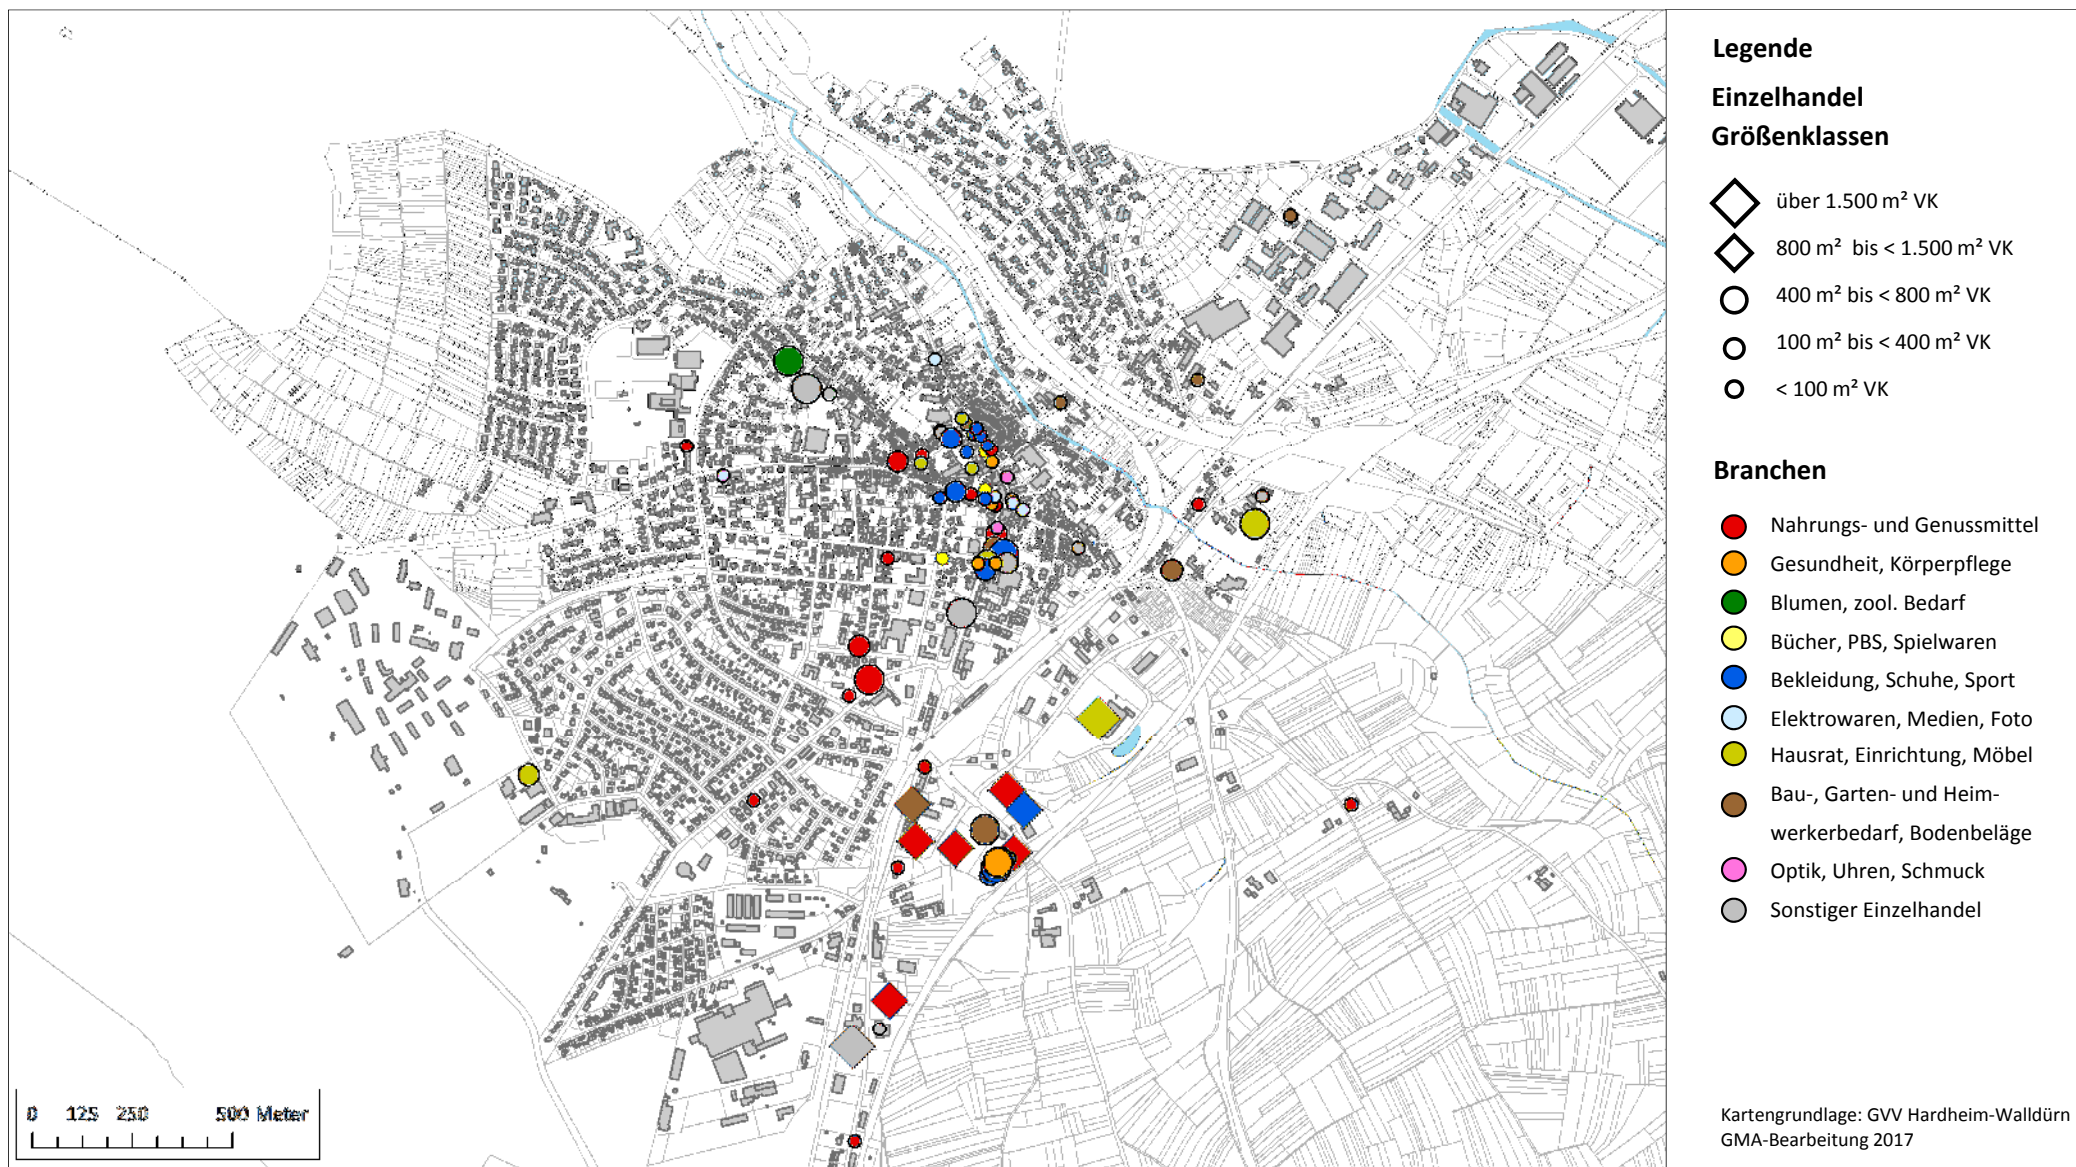 Legende
Einzelhandel
Größenklassen
über 1.500 m² VK
800 m² bis < 1.500 m² VK
400 m² bis < 800 m² VK
100 m² bis < 400 m² VK
< 100 m² VK
Branchen
Nahrungs- und Genussmittel
Gesundheit, Körperpflege
Blumen, zool. Bedarf
Bücher, PBS, Spielwaren
Bekleidung, Schuhe, Sport
Elektrowaren, Medien, Foto
Hausrat, Einrichtung, Möbel
Bau-, Garten- und Heim-
werkerbedarf, Bodenbeläge
Optik, Uhren, Schmuck
Sonstiger Einzelhandel
0 125 250 500 Meter
Kartengrundlage: GVV Hardheim-Walldürn
GMA-Bearbeitung 2017